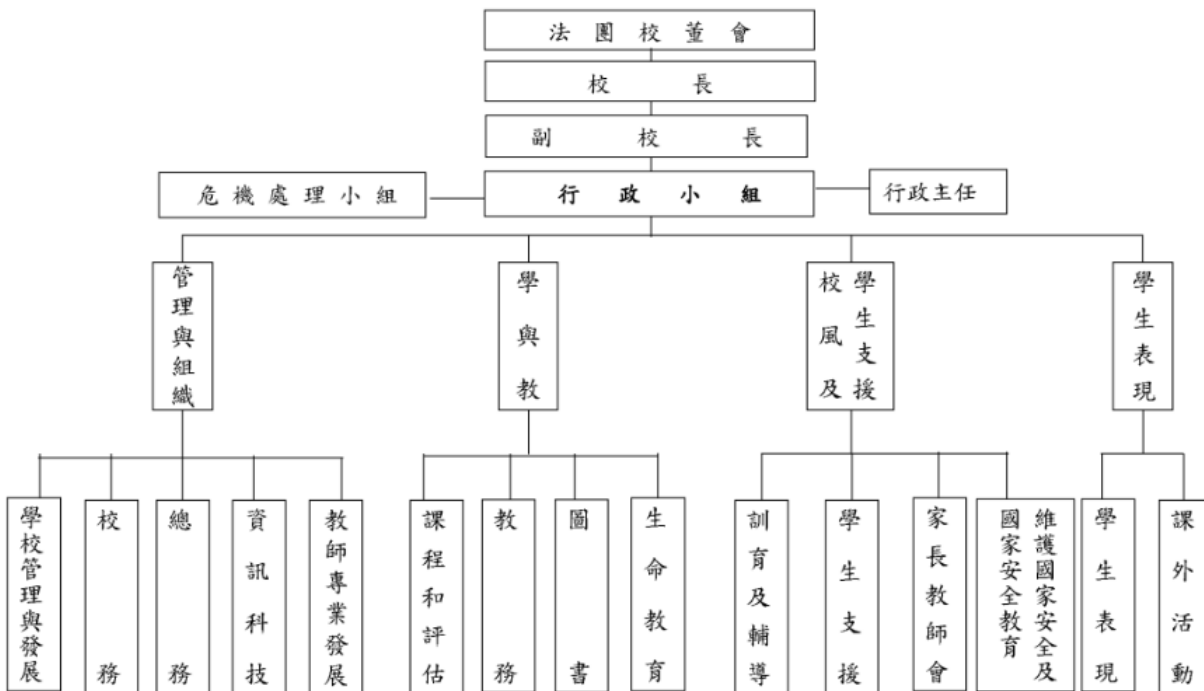 法團校董會
校長
副校長
危機處理小組
行政小組
行政主任
管理與組織
學與教
校風及
學生支援
學生表現
學校管理與發展
校務
總務
資訊科技
教師專業發展
課程和評估
教務
圖書
生命教育
訓育及輔導
學生支援
家長教師會
維護國家安全及
國家安全教育
學生表現
課外活動